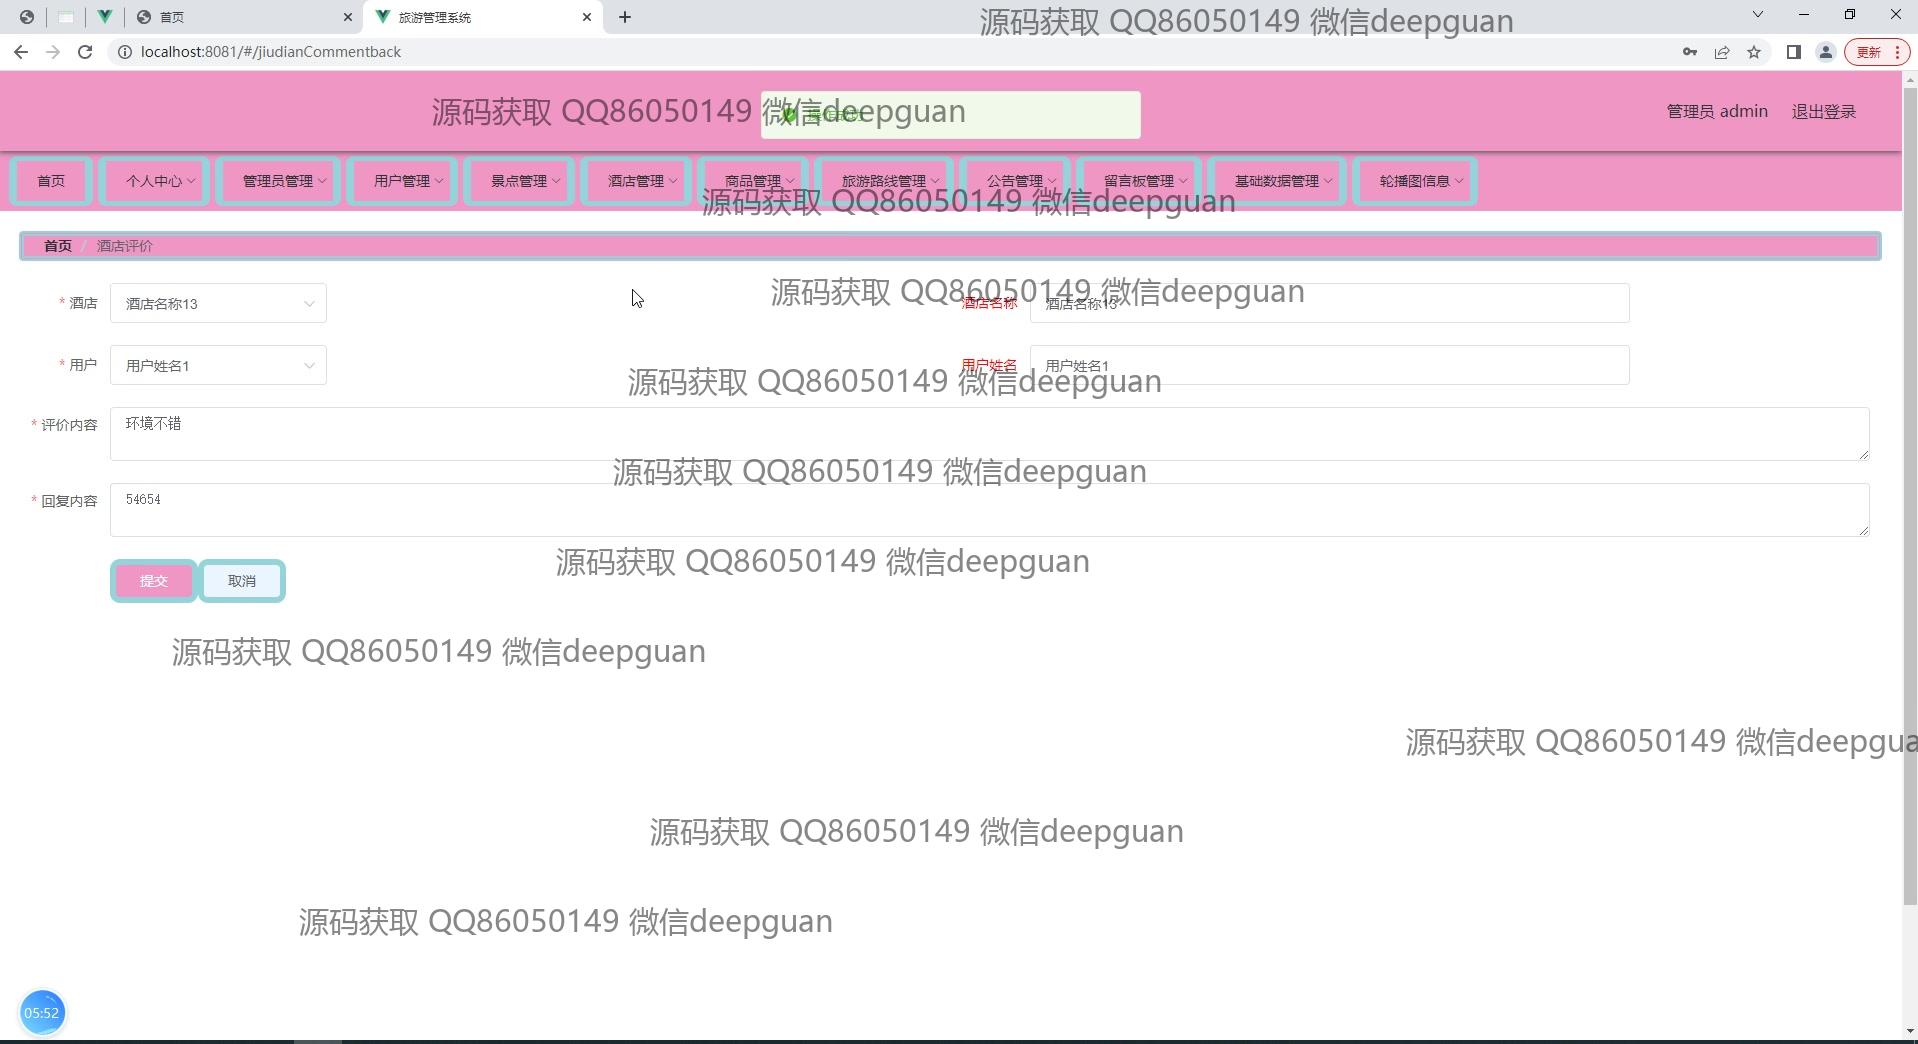 首页
旅游管理系统
源码获取 QQ86050149 微信deepguan
localhost:8081/#/jiudianCommentback
更新
源码获取 QQ86050149 微信deepguan
操作成功
管理员 admin
退出登录
首页
个人中心
管理员管理
用户管理
景点管理
酒店管理
商品管理
旅游路线管理
公告管理
留言板管理
基础数据管理
轮播图信息
源码获取 QQ86050149 微信deepguan
首页 / 酒店评价
源码获取 QQ86050149 微信deepguan
* 酒店
酒店名称13
酒店名称
酒店名称13
* 用户
用户姓名1
用户姓名
用户姓名1
源码获取 QQ86050149 微信deepguan
* 评价内容
环境不错
源码获取 QQ86050149 微信deepguan
* 回复内容
54654
源码获取 QQ86050149 微信deepguan
提交
取消
源码获取 QQ86050149 微信deepguan
源码获取 QQ86050149 微信deepgua
源码获取 QQ86050149 微信deepguan
源码获取 QQ86050149 微信deepguan
05:52